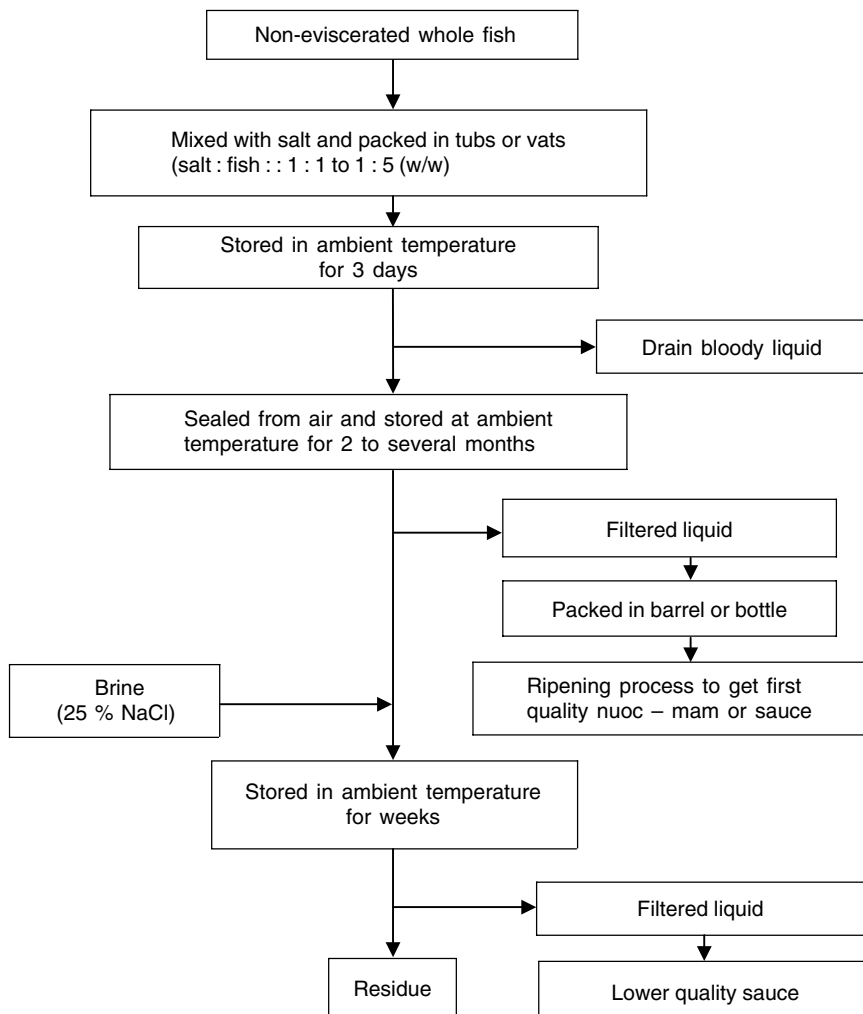 Non-eviscerated whole fish
Mixed with salt and packed in tubs or vats
(salt : fish : : 1 : 1 to 1 : 5 (w/w)
Stored in ambient temperature
for 3 days
Drain bloody liquid
Sealed from air and stored at ambient
temperature for 2 to several months
Filtered liquid
Packed in barrel or bottle
Brine
(25 % NaCl)
Ripening process to get first
quality nuoc – mam or sauce
Stored in ambient temperature
for weeks
Filtered liquid
Residue
Lower quality sauce